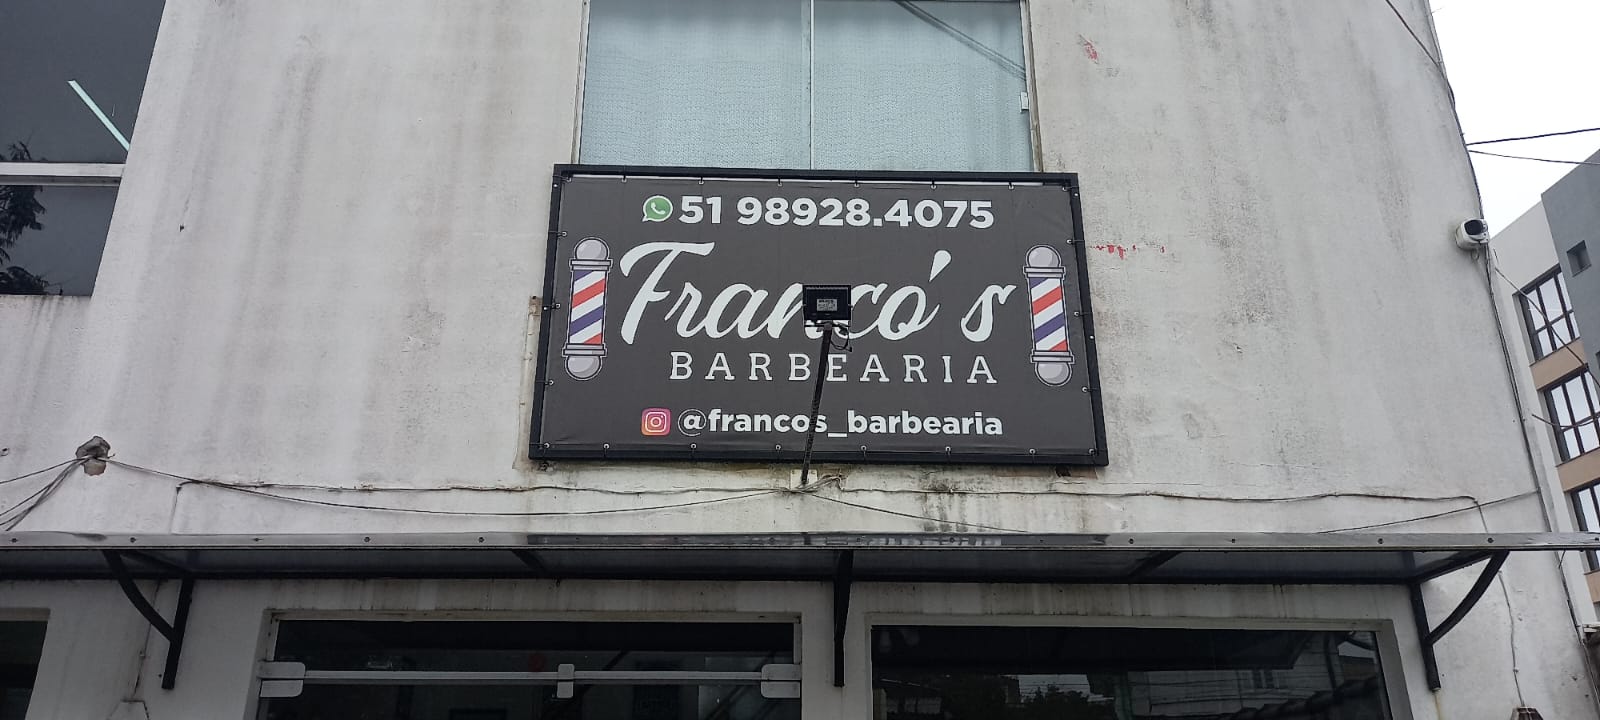 51 98928.4075
Franco's
BARBEARIA
@francos_barbearia